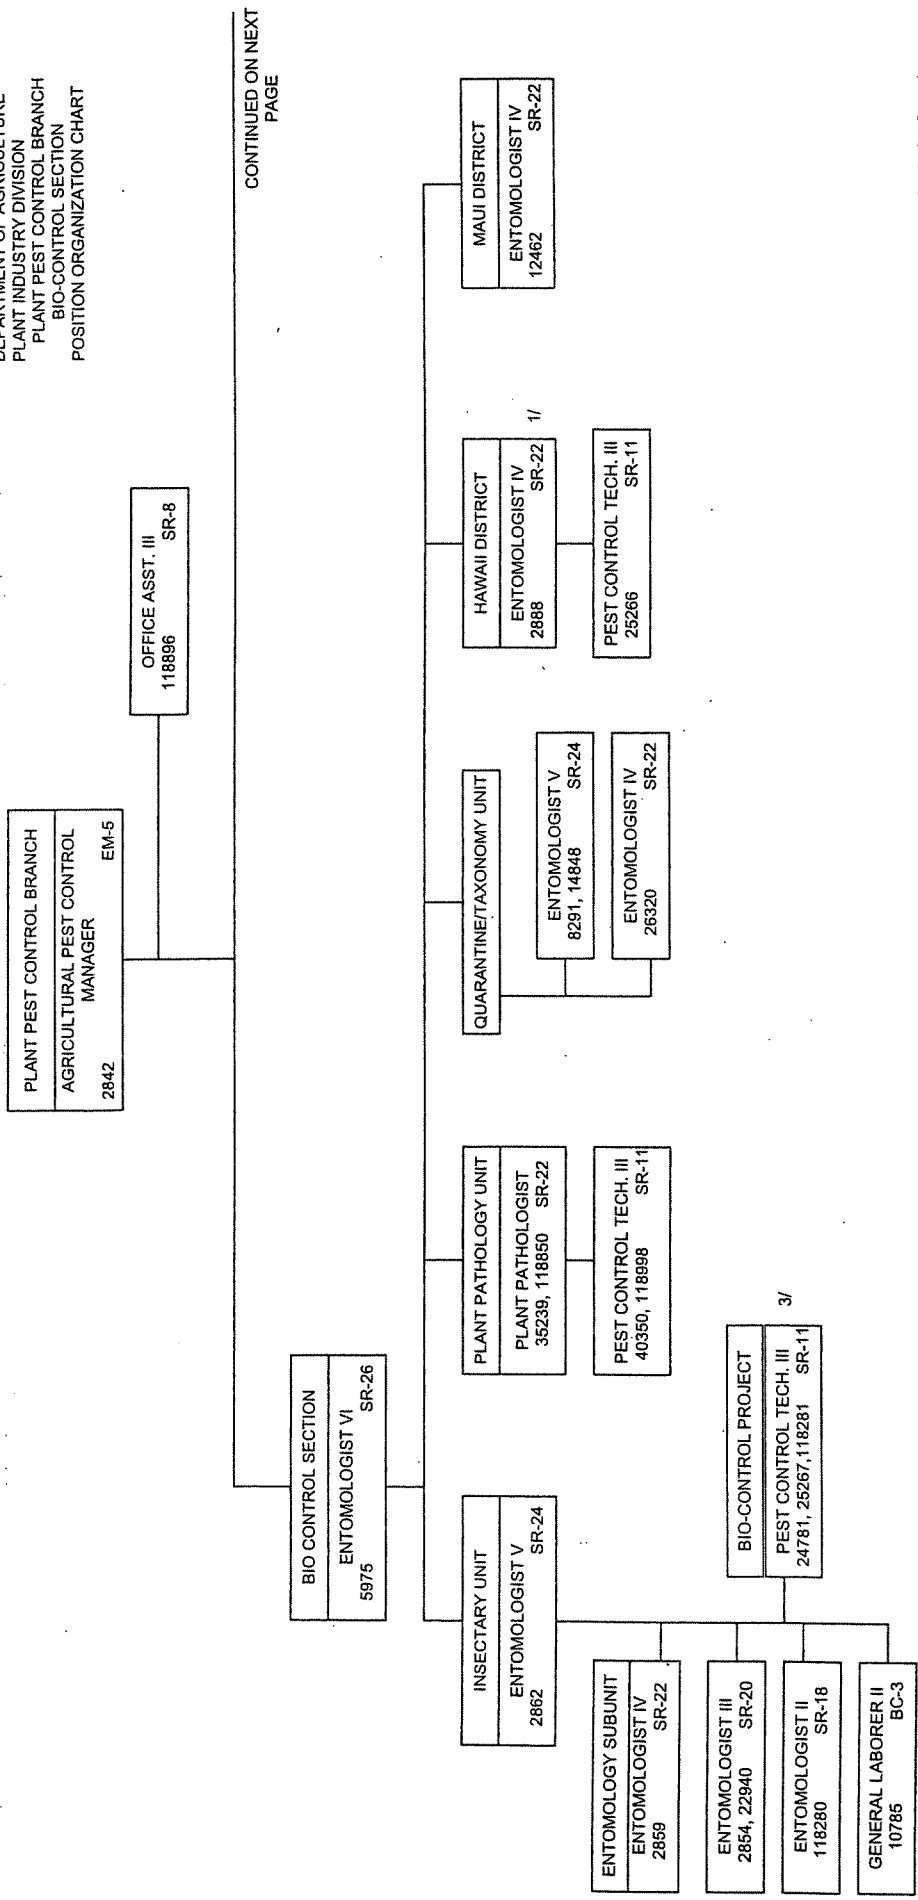 DEPARTMENT OF AGRICULTURE
PLANT INDUSTRY DIVISION
PLANT PEST CONTROL BRANCH
BIO-CONTROL SECTION
POSITION ORGANIZATION CHART
PLANT PEST CONTROL BRANCH
AGRICULTURAL PEST CONTROL
MANAGER
2842 EM-5
OFFICE ASST. III
118896 SR-8
CONTINUED ON NEXT
PAGE
BIO CONTROL SECTION
ENTOMOLOGIST VI
5975 SR-26
INSECTARY UNIT
ENTOMOLOGIST V
2862 SR-24
ENTOMOLOGY SUBUNIT
ENTOMOLOGIST IV
2859 SR-22
ENTOMOLOGIST III
2854, 22940 SR-20
ENTOMOLOGIST II
118280 SR-18
GENERAL LABORER II
10785 BC-3
BIO-CONTROL PROJECT
PEST CONTROL TECH. III
24781, 25267,118281 SR-11
3/
PLANT PATHOLOGY UNIT
PLANT PATHOLOGIST
35239, 118850 SR-22
PEST CONTROL TECH. III
40350, 118998 SR-11
QUARANTINE/TAXONOMY UNIT
ENTOMOLOGIST V
8291, 14848 SR-24
ENTOMOLOGIST IV
26320 SR-22
HAWAII DISTRICT
ENTOMOLOGIST IV
2888 SR-22
1/
PEST CONTROL TECH. III
25266 SR-11
MAUI DISTRICT
ENTOMOLOGIST IV
12462 SR-22